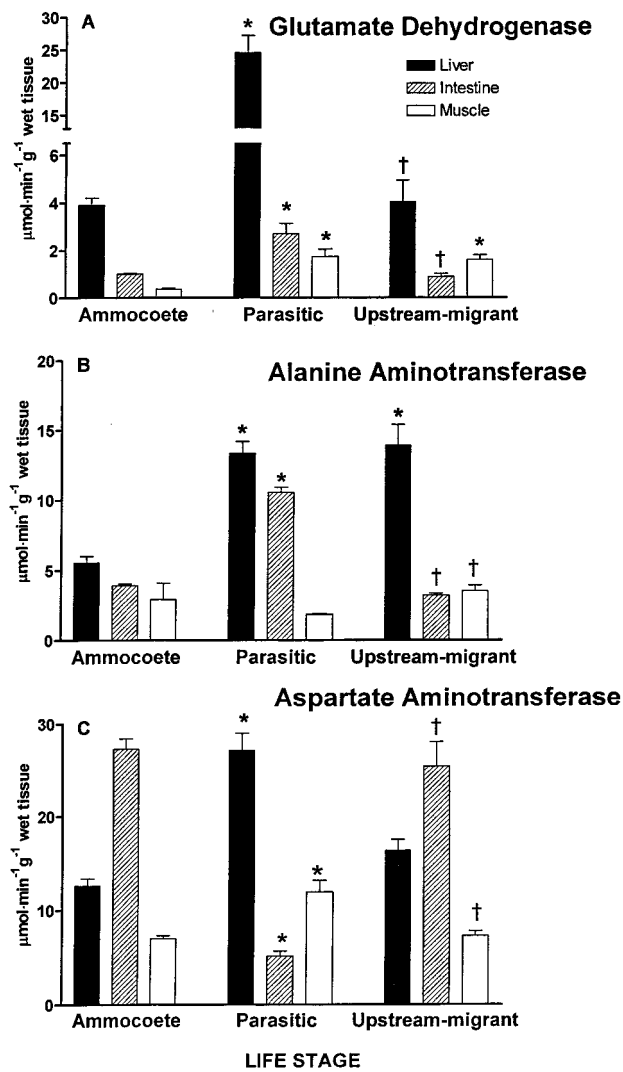 A
Glutamate Dehydrogenase
Liver
Intestine
Muscle
µmol·min⁻¹g⁻¹ wet tissue
30
25
20
15
6
4
2
0
*
*
*
†
†
*
Ammocoete
Parasitic
Upstream-migrant
B
Alanine Aminotransferase
µmol·min⁻¹g⁻¹ wet tissue
20
15
10
5
0
*
*
*
†
†
Ammocoete
Parasitic
Upstream-migrant
Aspartate Aminotransferase
C
µmol·min⁻¹g⁻¹ wet tissue
30
20
10
0
*
*
*
†
†
Ammocoete
Parasitic
Upstream-migrant
LIFE STAGE